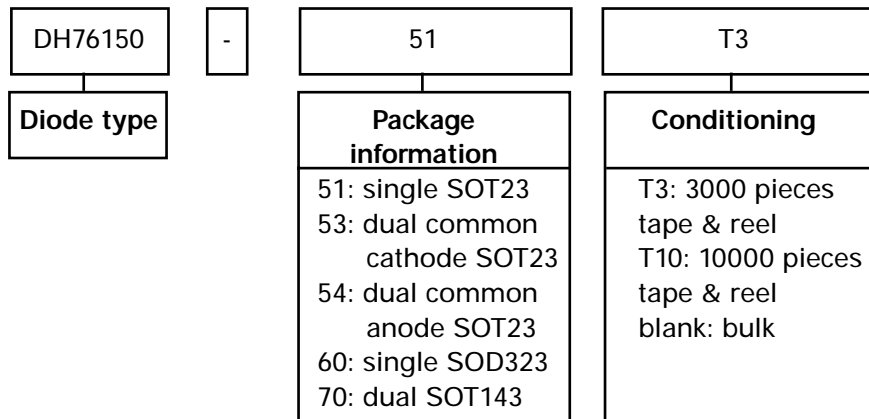 DH76150 - 51 T3
Diode type
Package
information
Conditioning
51: single SOT23
53: dual common
cathode SOT23
54: dual common
anode SOT23
60: single SOD323
70: dual SOT143
T3: 3000 pieces
tape & reel
T10: 10000 pieces
tape & reel
blank: bulk